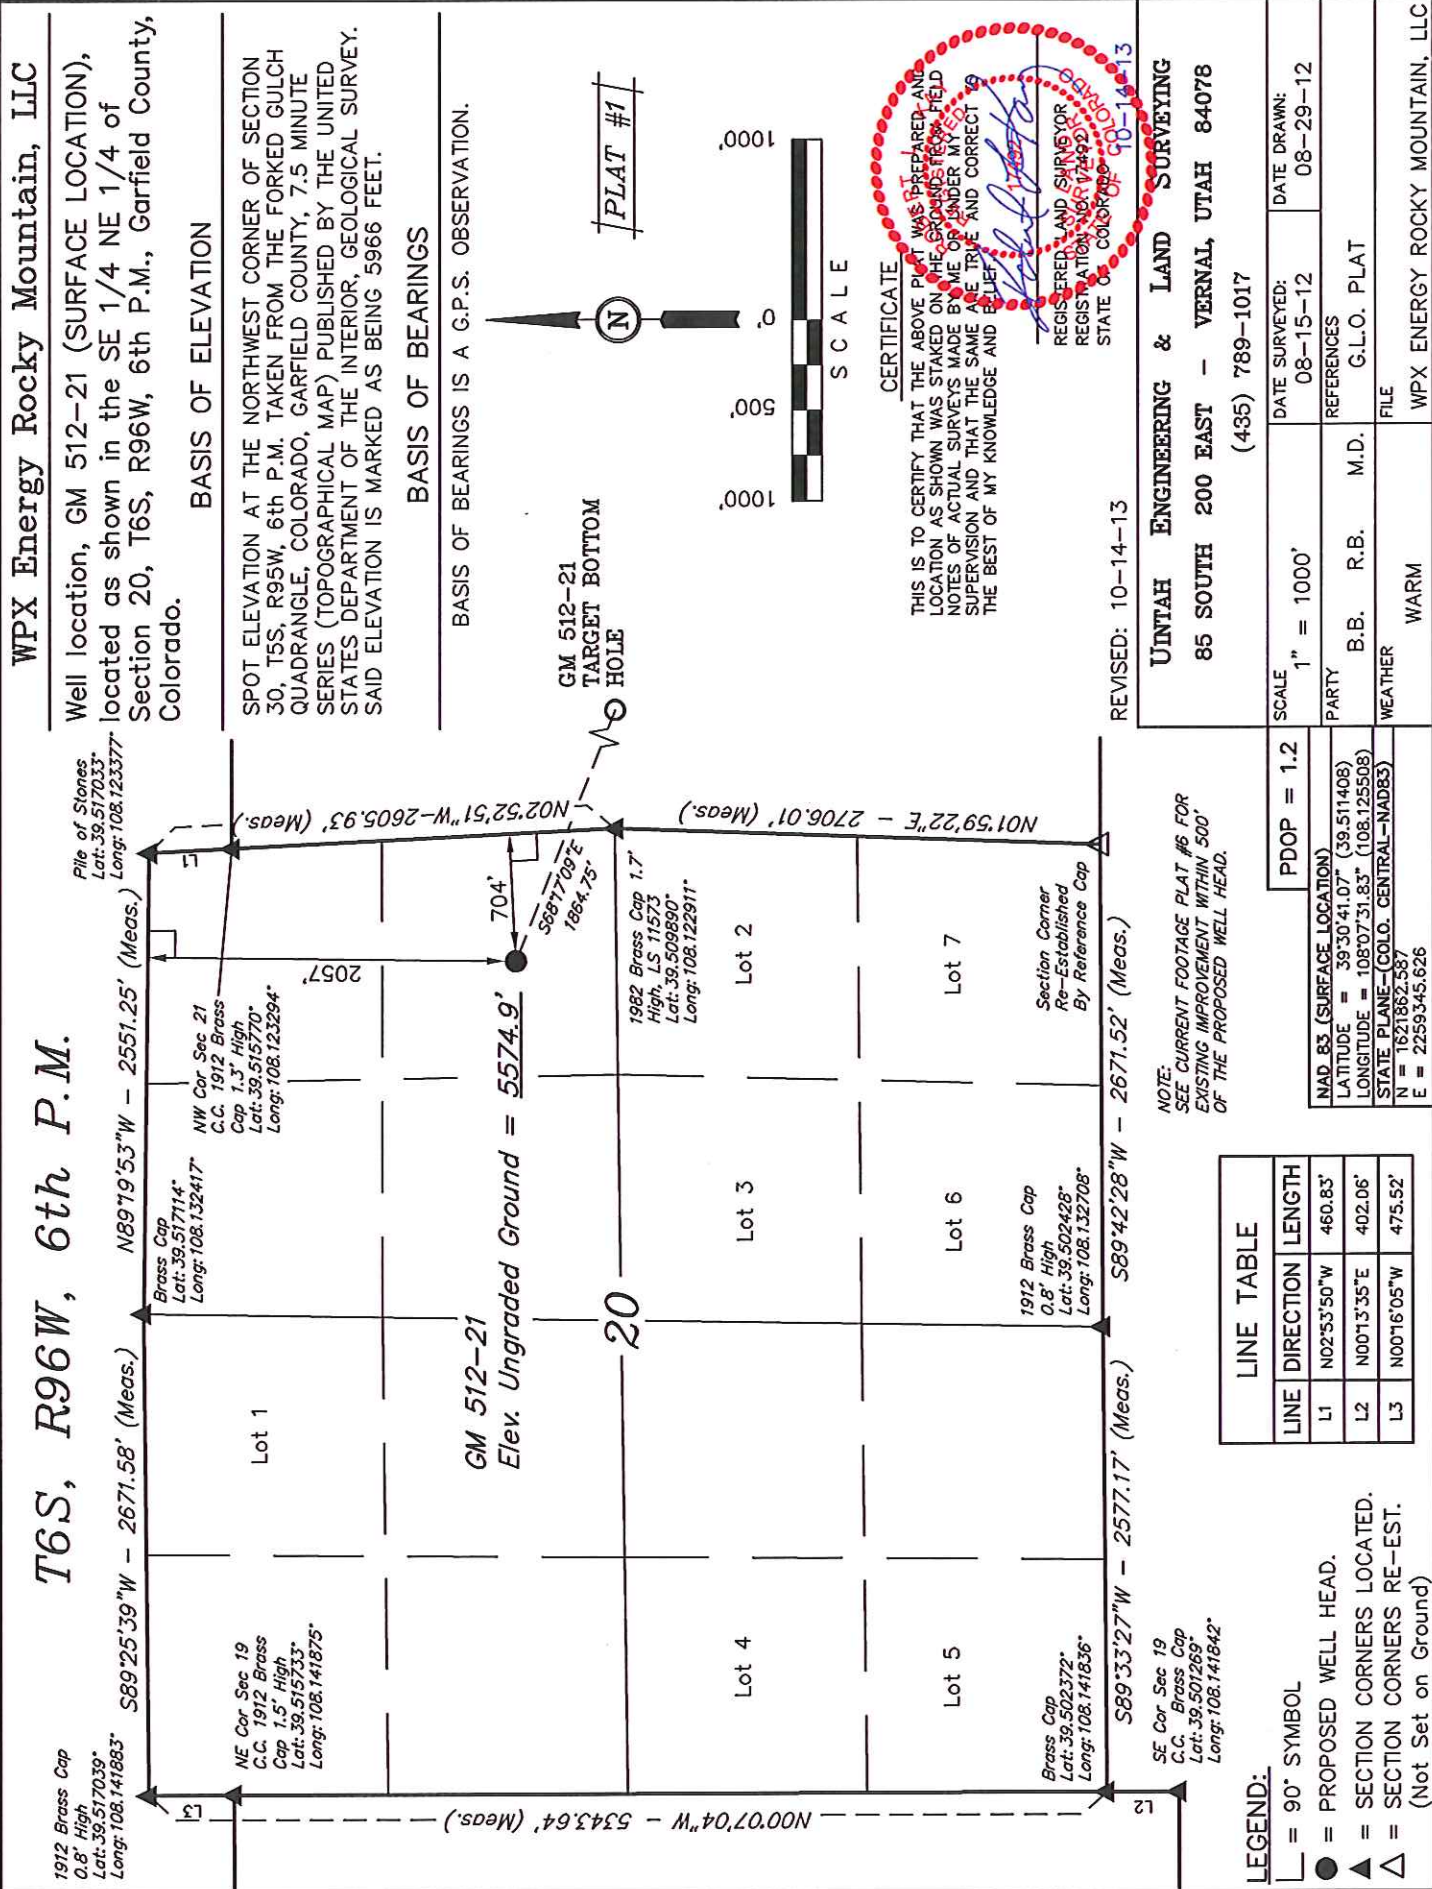 T6S, R96W, 6th P.M.
1912 Brass Cap
0.8' High
Lat: 39.517039°
Long: 108.141883°
S89°25'39"W - 2671.58' (Meas.)
N89°19'53"W - 2551.25' (Meas.)
Pile of Stones
Lat: 39.517033°
Long: 108.123377°
Brass Cap
Lat: 39.517114°
Long: 108.132417°
L3
L1
NE Cor Sec 19
C.C. 1912 Brass
Cap 1.5' High
Lat: 39.515733°
Long: 108.141875°
Lot 1
NW Cor Sec 21
C.C. 1912 Brass
Cap 1.3' High
Lat: 39.515770°
Long: 108.123294°
2057'
704'
N02°52'51"W-2605.93' (Meas.)
GM 512-21
Elev. Ungraded Ground = 5574.9'
S68°17'09"E
1864.75'
GM 512-21
TARGET BOTTOM
HOLE
N00°07'04"W - 5343.64' (Meas.)
20
1982 Brass Cap 1.7'
High, LS 11573
Lat: 39.509890°
Long: 108.122911°
Lot 4
Lot 3
Lot 2
N01°59'22"E - 2706.01' (Meas.)
Lot 5
Lot 6
Lot 7
Brass Cap
Lat: 39.502372°
Long: 108.141836°
1912 Brass Cap
0.8' High
Lat: 39.502428°
Long: 108.132708°
Section Corner
Re-Established
By Reference Cap
L2
S89°33'27"W - 2577.17' (Meas.)
S89°42'28"W - 2671.52' (Meas.)
SE Cor Sec 19
C.C. Brass Cap
Lat: 39.501269°
Long: 108.141842°
NOTE:
SEE CURRENT FOOTAGE PLAT #6 FOR
EXISTING IMPROVEMENT WITHIN 500'
OF THE PROPOSED WELL HEAD.
LEGEND:
= 90° SYMBOL
= PROPOSED WELL HEAD.
= SECTION CORNERS LOCATED.
= SECTION CORNERS RE-EST.
(Not Set on Ground)
LINE TABLE
LINE DIRECTION LENGTH
L1 N02°53'50"W 460.83'
L2 N00°13'35"E 402.06'
L3 N00°16'05"W 475.52'
PDOP = 1.2
NAD 83 (SURFACE LOCATION)
LATITUDE = 39°30'41.07" (39.511408)
LONGITUDE = 108°07'31.83" (108.125508)
STATE PLANE-(COLO. CENTRAL-NAD83)
N = 1621862.587
E = 2259345.626
WPX Energy Rocky Mountain, LLC
Well location, GM 512-21 (SURFACE LOCATION),
located as shown in the SE 1/4 NE 1/4 of
Section 20, T6S, R96W, 6th P.M., Garfield County,
Colorado.
BASIS OF ELEVATION
SPOT ELEVATION AT THE NORTHWEST CORNER OF SECTION
30, T5S, R95W, 6th P.M. TAKEN FROM THE FORKED GULCH
QUADRANGLE, COLORADO, GARFIELD COUNTY, 7.5 MINUTE
SERIES (TOPOGRAPHICAL MAP) PUBLISHED BY THE UNITED
STATES DEPARTMENT OF THE INTERIOR, GEOLOGICAL SURVEY.
SAID ELEVATION IS MARKED AS BEING 5966 FEET.
BASIS OF BEARINGS
BASIS OF BEARINGS IS A G.P.S. OBSERVATION.
N
PLAT #1
1000' 500' 0' 1000'
SCALE
CERTIFICATE
THIS IS TO CERTIFY THAT THE ABOVE PLAT WAS PREPARED AND
LOCATION AS SHOWN WAS STAKED ON THE GROUND FROM FIELD
NOTES OF ACTUAL SURVEYS MADE BY ME OR UNDER MY
SUPERVISION AND THAT THE SAME ARE TRUE AND CORRECT TO
THE BEST OF MY KNOWLEDGE AND BELIEF
REGISTERED LAND SURVEYOR
REGISTRATION NO. 17492
STATE OF COLORADO 10-14-13
REVISED: 10-14-13
UINTAH ENGINEERING & LAND SURVEYING
85 SOUTH 200 EAST - VERNAL, UTAH 84078
(435) 789-1017
SCALE
1" = 1000'
DATE SURVEYED:
08-15-12
DATE DRAWN:
08-29-12
PARTY
B.B. R.B. M.D.
REFERENCES
G.L.O. PLAT
WEATHER
WARM
FILE
WPX ENERGY ROCKY MOUNTAIN, LLC